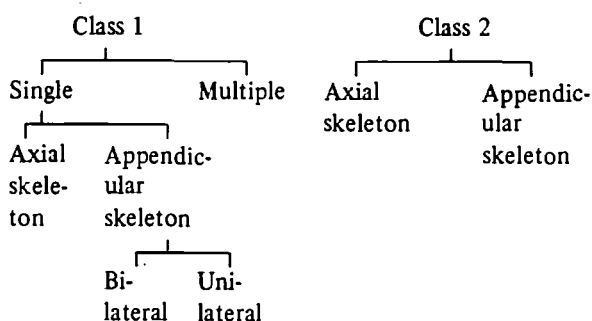 Class 1
Class 2
Single
Multiple
Axial
skeleton
Appendic-
ular
skeleton
Axial
skele-
ton
Appendic-
ular
skeleton
Bi-
lateral
Uni-
lateral